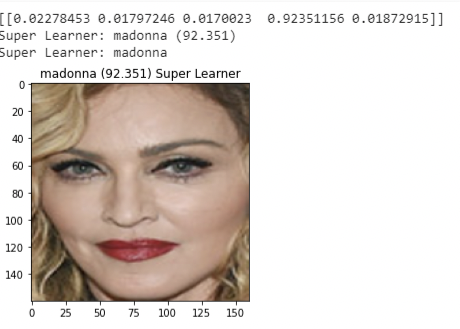 [[0.02278453 0.01797246 0.0170023 0.92351156 0.01872915]]
Super Learner: madonna (92.351)
Super Learner: madonna
madonna (92.351) Super Learner
0
20
40
60
80
100
120
140
0 25 50 75 100 125 150